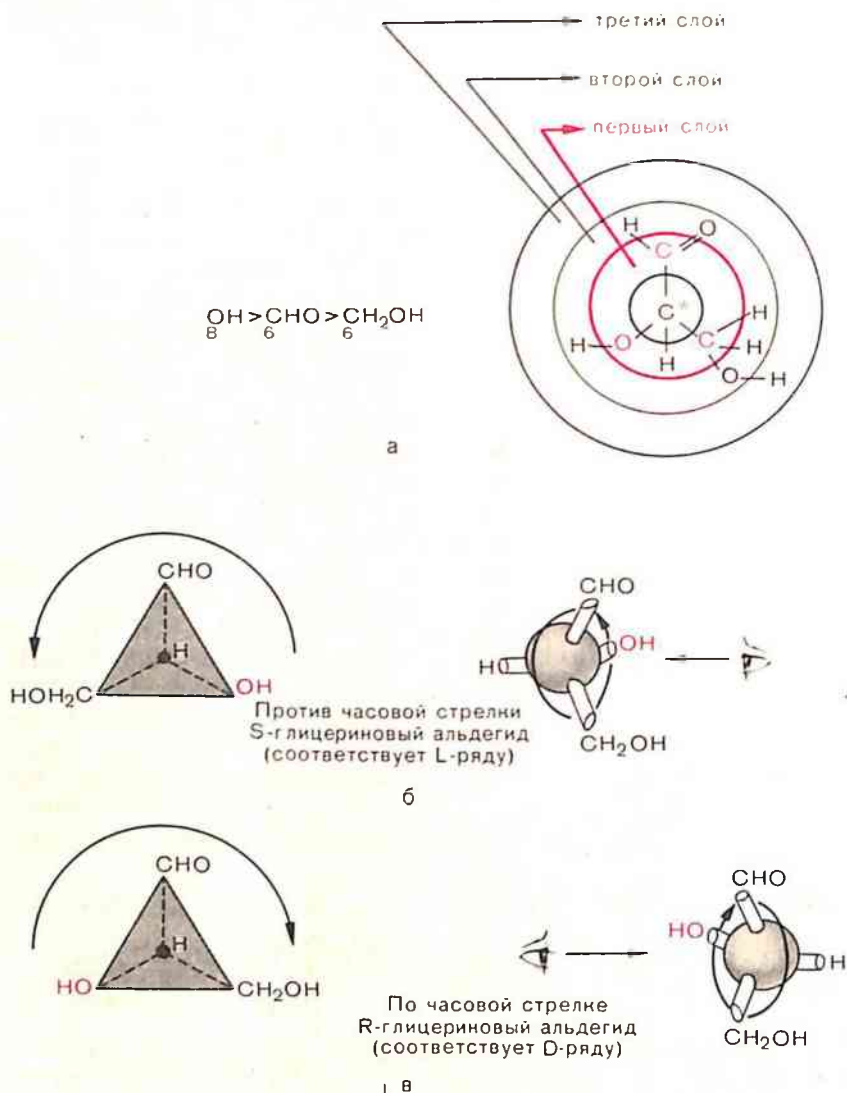 третий слой
второй слой
первый слой
H
O
C
C*
H
H–O
C
H
H
O–H
OH>CHO>CH₂OH
8 6 6
а
CHO
H
HOH₂C
OH
CHO
H
OH
CH₂OH
Против часовой стрелки
S-глицериновый альдегид
(соответствует L-ряду)
б
CHO
H
HO
CH₂OH
CHO
HO
H
CH₂OH
По часовой стрелке
R-глицериновый альдегид
(соответствует D-ряду)
в